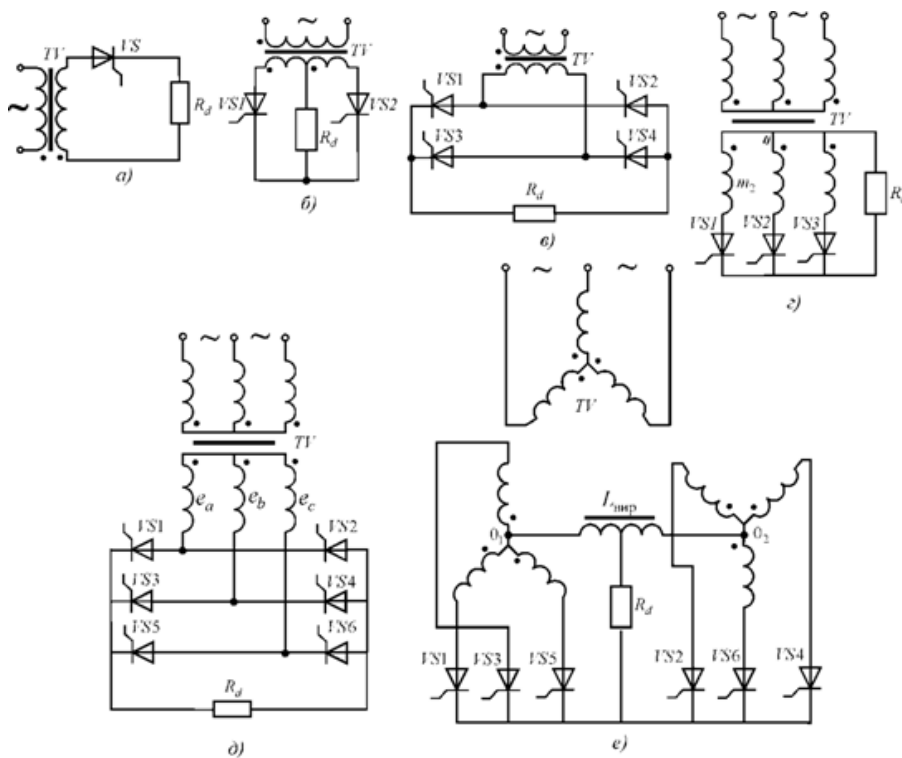 ~
TV
VS
R_d
а)
~
TV
VS1
R_d
VS2
б)
~
TV
VS1
VS2
VS3
VS4
R_d
в)
~ ~
TV
0
m_2
VS1
VS2
VS3
г)
~ ~
TV
e_a
e_b
e_c
VS1
VS2
VS3
VS4
VS5
VS6
R_d
д)
~ ~
TV
0_1
0_2
R_d
VS1
VS3
VS5
VS2
VS6
VS4
е)